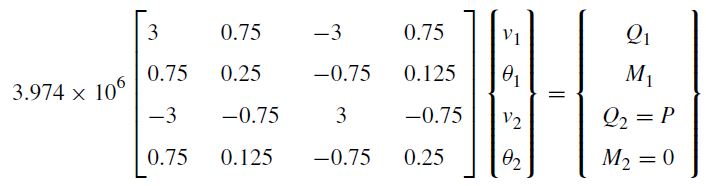 3 0.75 −3 0.75 v₁ Q₁
0.75 0.25 −0.75 0.125 θ₁ M₁
3.974 × 10⁶ =
−3 −0.75 3 −0.75 v₂ Q₂ = P
0.75 0.125 −0.75 0.25 θ₂ M₂ = 0